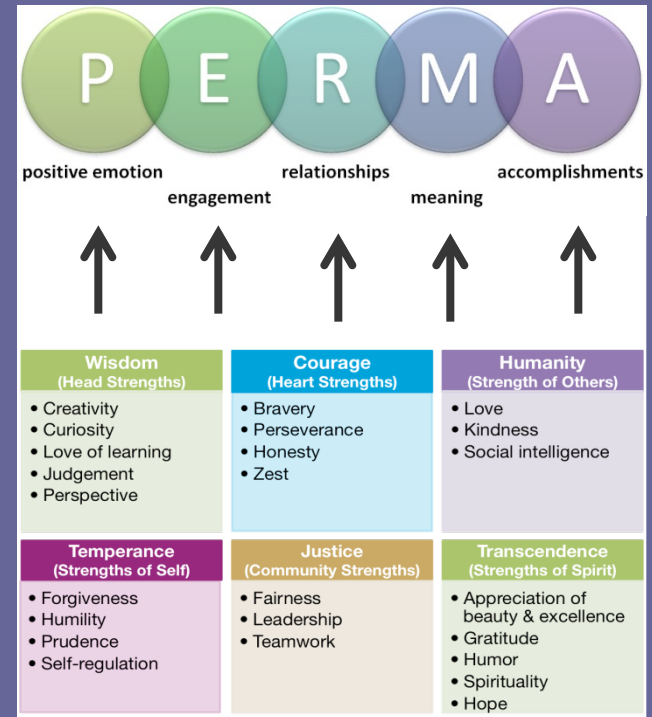 P E R M A
positive emotion
engagement
relationships
meaning
accomplishments
Wisdom
(Head Strengths)
• Creativity
• Curiosity
• Love of learning
• Judgement
• Perspective
Courage
(Heart Strengths)
• Bravery
• Perseverance
• Honesty
• Zest
Humanity
(Strength of Others)
• Love
• Kindness
• Social intelligence
Temperance
(Strengths of Self)
• Forgiveness
• Humility
• Prudence
• Self-regulation
Justice
(Community Strengths)
• Fairness
• Leadership
• Teamwork
Transcendence
(Strengths of Spirit)
• Appreciation of
beauty & excellence
• Gratitude
• Humor
• Spirituality
• Hope